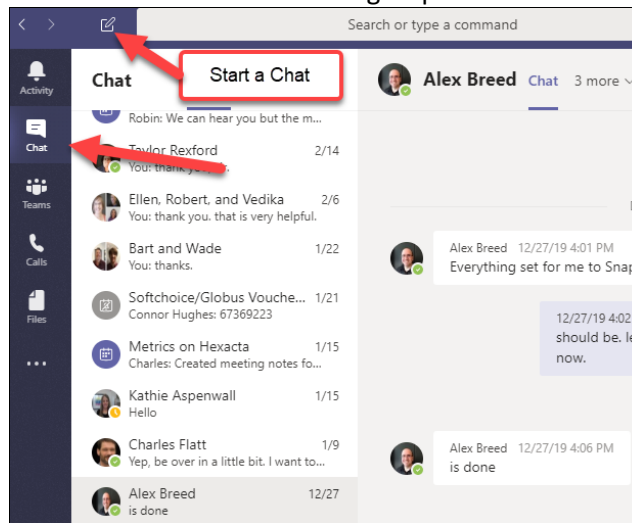 Search or type a command
Activity
Chat
Teams
Calls
Files
Chat
Start a Chat
Robin: We can hear you but the m...
Taylor Rexford 2/14
You: thank
Ellen, Robert, and Vedika 2/6
You: thank you. that is very helpful.
Bart and Wade 1/22
You: thanks.
Softchoice/Globus Vouche... 1/21
Connor Hughes: 67369223
Metrics on Hexacta 1/15
Charles: Created meeting notes fo...
Kathie Aspenwall 1/15
Hello
Charles Flatt 1/9
Yep, be over in a little bit. I want to...
Alex Breed 12/27
is done
Alex Breed Chat 3 more
Alex Breed 12/27/19 4:01 PM
Everything set for me to Snap
12/27/19 4:02
should be. le
now.
Alex Breed 12/27/19 4:06 PM
is done